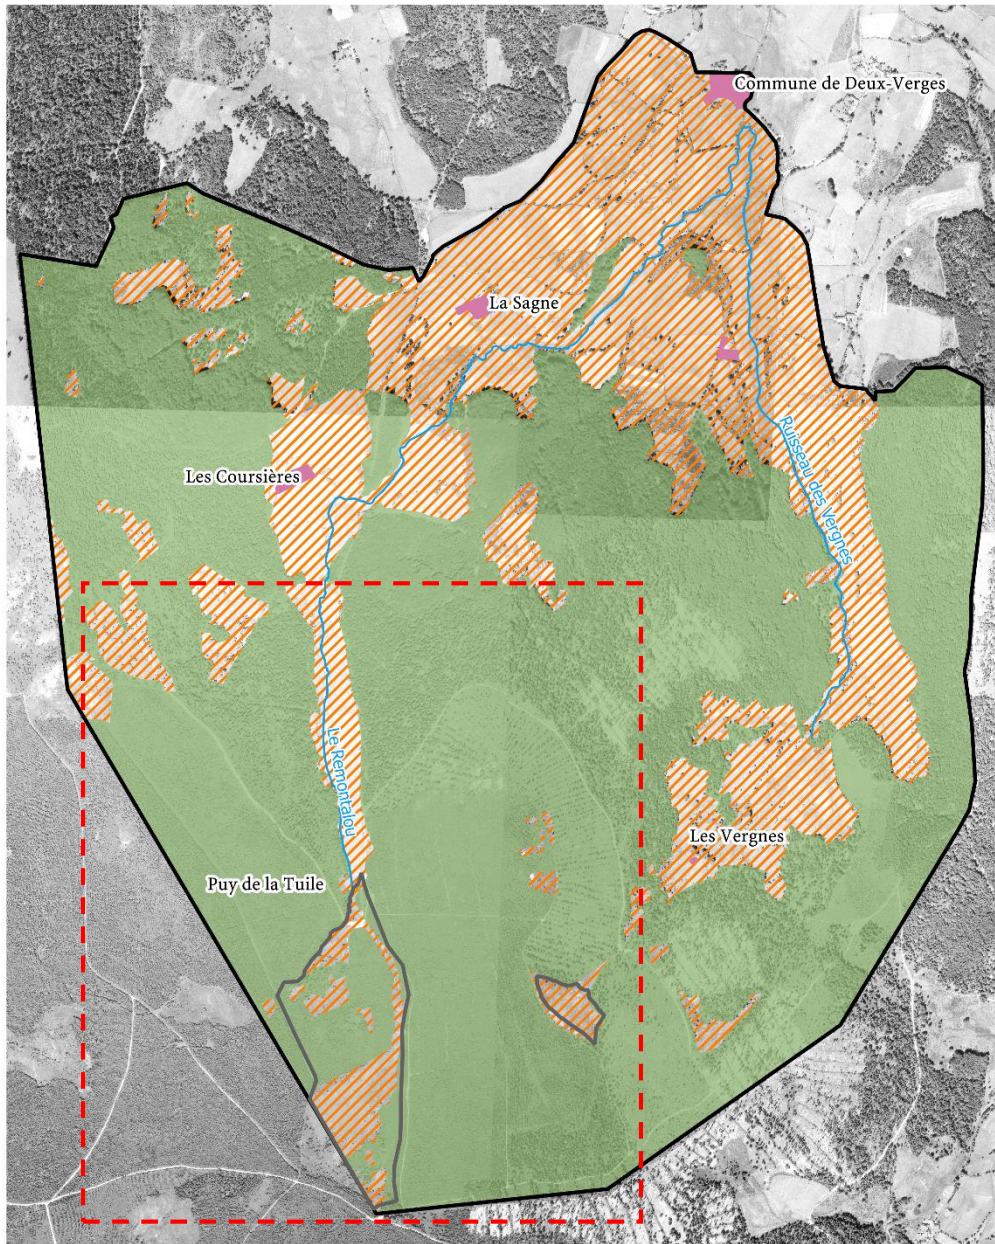 Commune de Deux-Verges
La Sagne
Les Coursières
Ruisseau des Vergnes
Le Remontalou
Les Vergnes
Puy de la Tuile